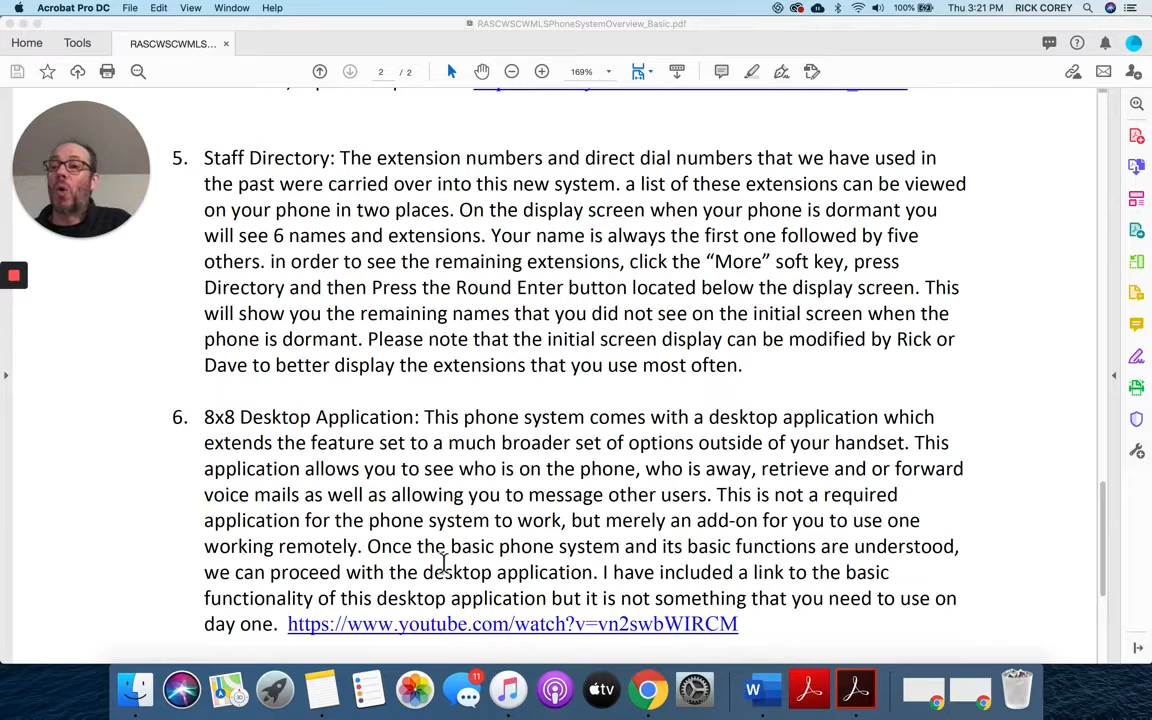 Acrobat Pro DC File Edit View Window Help 100% Thu 3:21 PM RICK COREY
RASCWSCWMLSPhoneSystemOverview_Basic.pdf
Home Tools RASCWSCWMLS... ×
2 / 2 169%
5. Staff Directory: The extension numbers and direct dial numbers that we have used in
the past were carried over into this new system. a list of these extensions can be viewed
on your phone in two places. On the display screen when your phone is dormant you
will see 6 names and extensions. Your name is always the first one followed by five
others. in order to see the remaining extensions, click the “More” soft key, press
Directory and then Press the Round Enter button located below the display screen. This
will show you the remaining names that you did not see on the initial screen when the
phone is dormant. Please note that the initial screen display can be modified by Rick or
Dave to better display the extensions that you use most often.
6. 8x8 Desktop Application: This phone system comes with a desktop application which
extends the feature set to a much broader set of options outside of your handset. This
application allows you to see who is on the phone, who is away, retrieve and or forward
voice mails as well as allowing you to message other users. This is not a required
application for the phone system to work, but merely an add-on for you to use one
working remotely. Once the basic phone system and its basic functions are understood,
we can proceed with the desktop application. I have included a link to the basic
functionality of this desktop application but it is not something that you need to use on
day one. https://www.youtube.com/watch?v=vn2swbWIRCM
11
tv